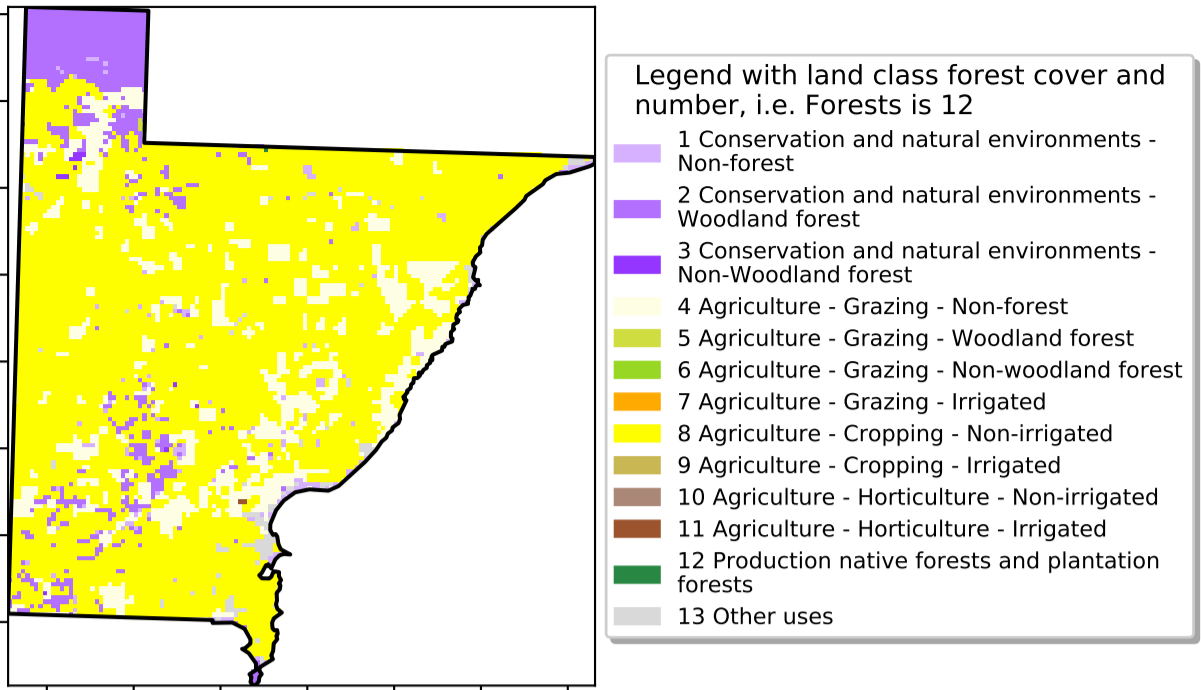 Legend with land class forest cover and
number, i.e. Forests is 12
1 Conservation and natural environments -
Non-forest
2 Conservation and natural environments -
Woodland forest
3 Conservation and natural environments -
Non-Woodland forest
4 Agriculture - Grazing - Non-forest
5 Agriculture - Grazing - Woodland forest
6 Agriculture - Grazing - Non-woodland forest
7 Agriculture - Grazing - Irrigated
8 Agriculture - Cropping - Non-irrigated
9 Agriculture - Cropping - Irrigated
10 Agriculture - Horticulture - Non-irrigated
11 Agriculture - Horticulture - Irrigated
12 Production native forests and plantation
forests
13 Other uses